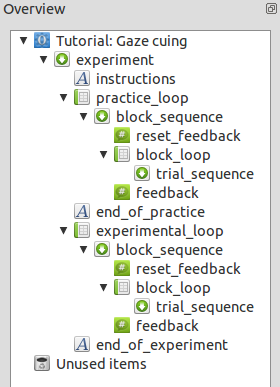 Overview
Tutorial: Gaze cuing
experiment
instructions
practice_loop
block_sequence
reset_feedback
block_loop
trial_sequence
feedback
end_of_practice
experimental_loop
block_sequence
reset_feedback
block_loop
trial_sequence
feedback
end_of_experiment
Unused items